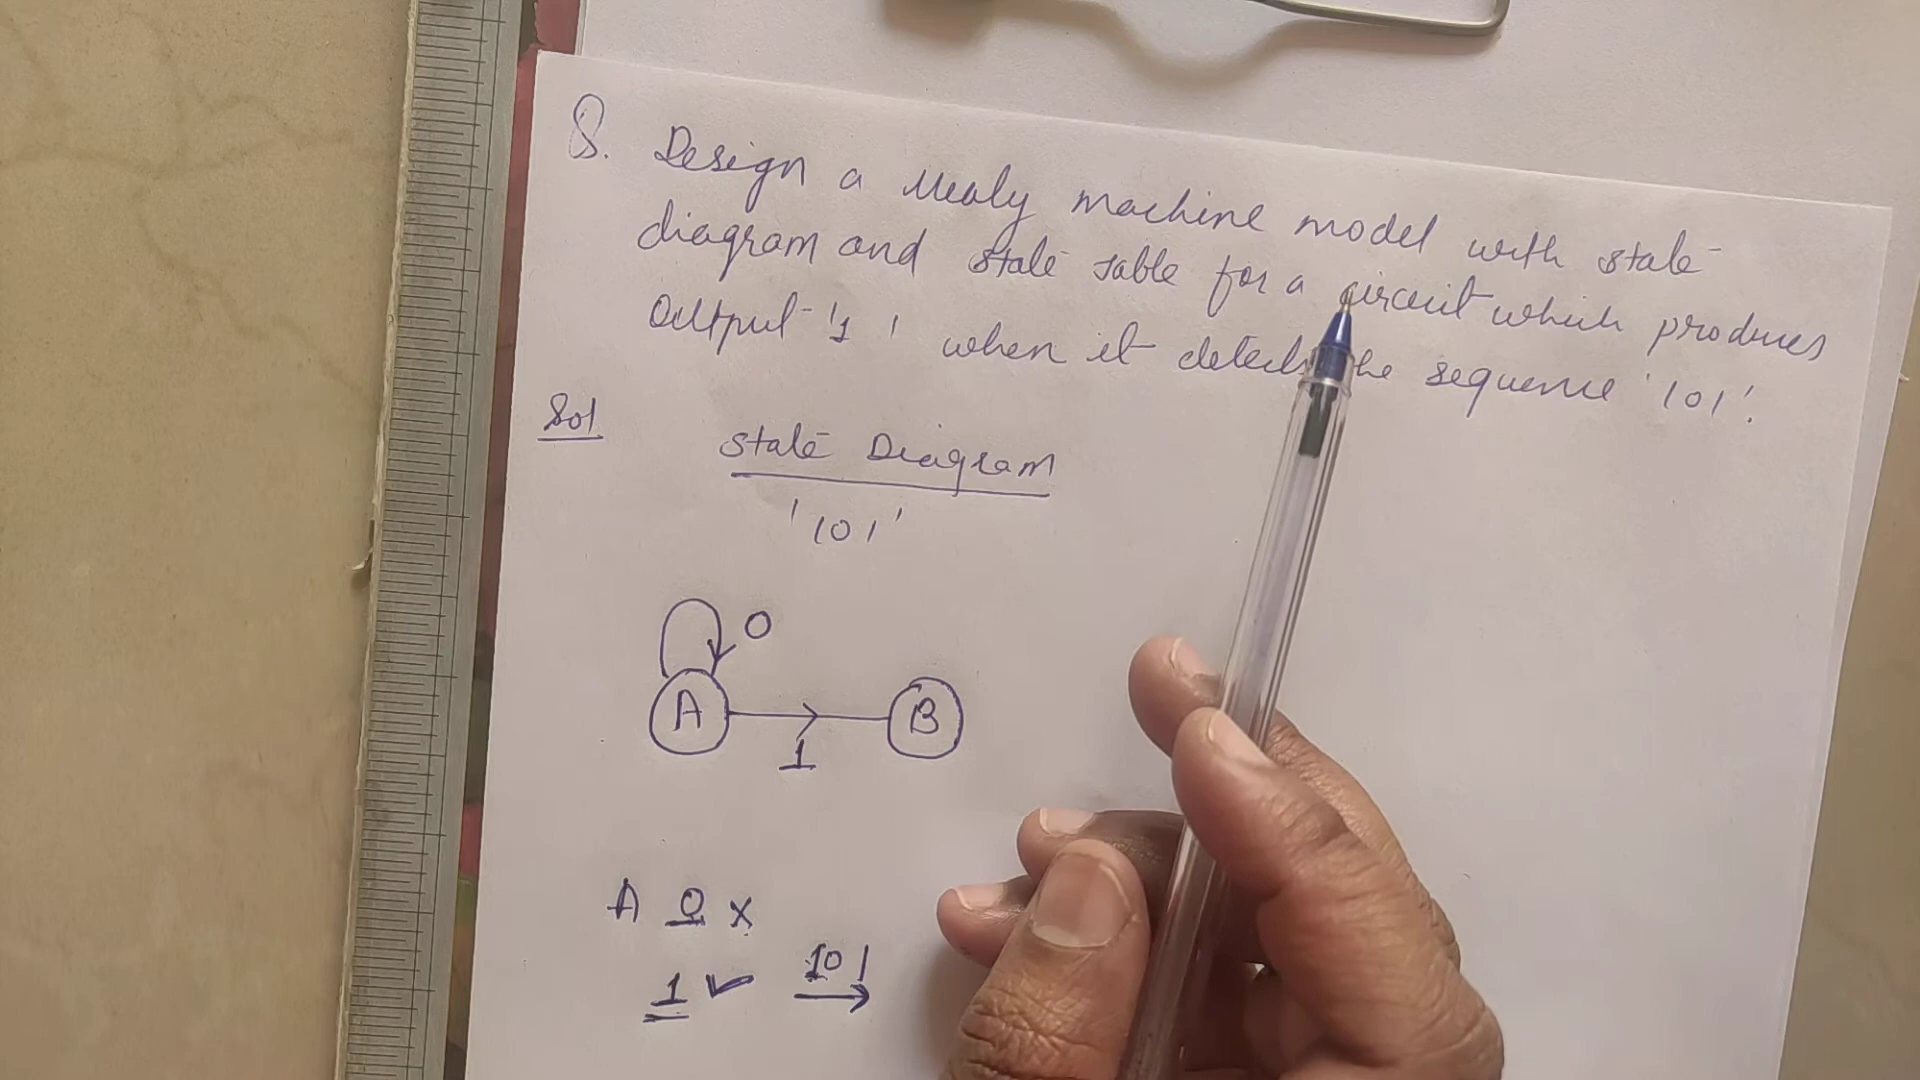 Q. Design a Mealy machine model with state
diagram and state table for a circuit which produces
output '1' when it detects the sequence '101'.
Sol
State Diagram
'101'
0
A
B
1
A 0 x
1 ✓ 101